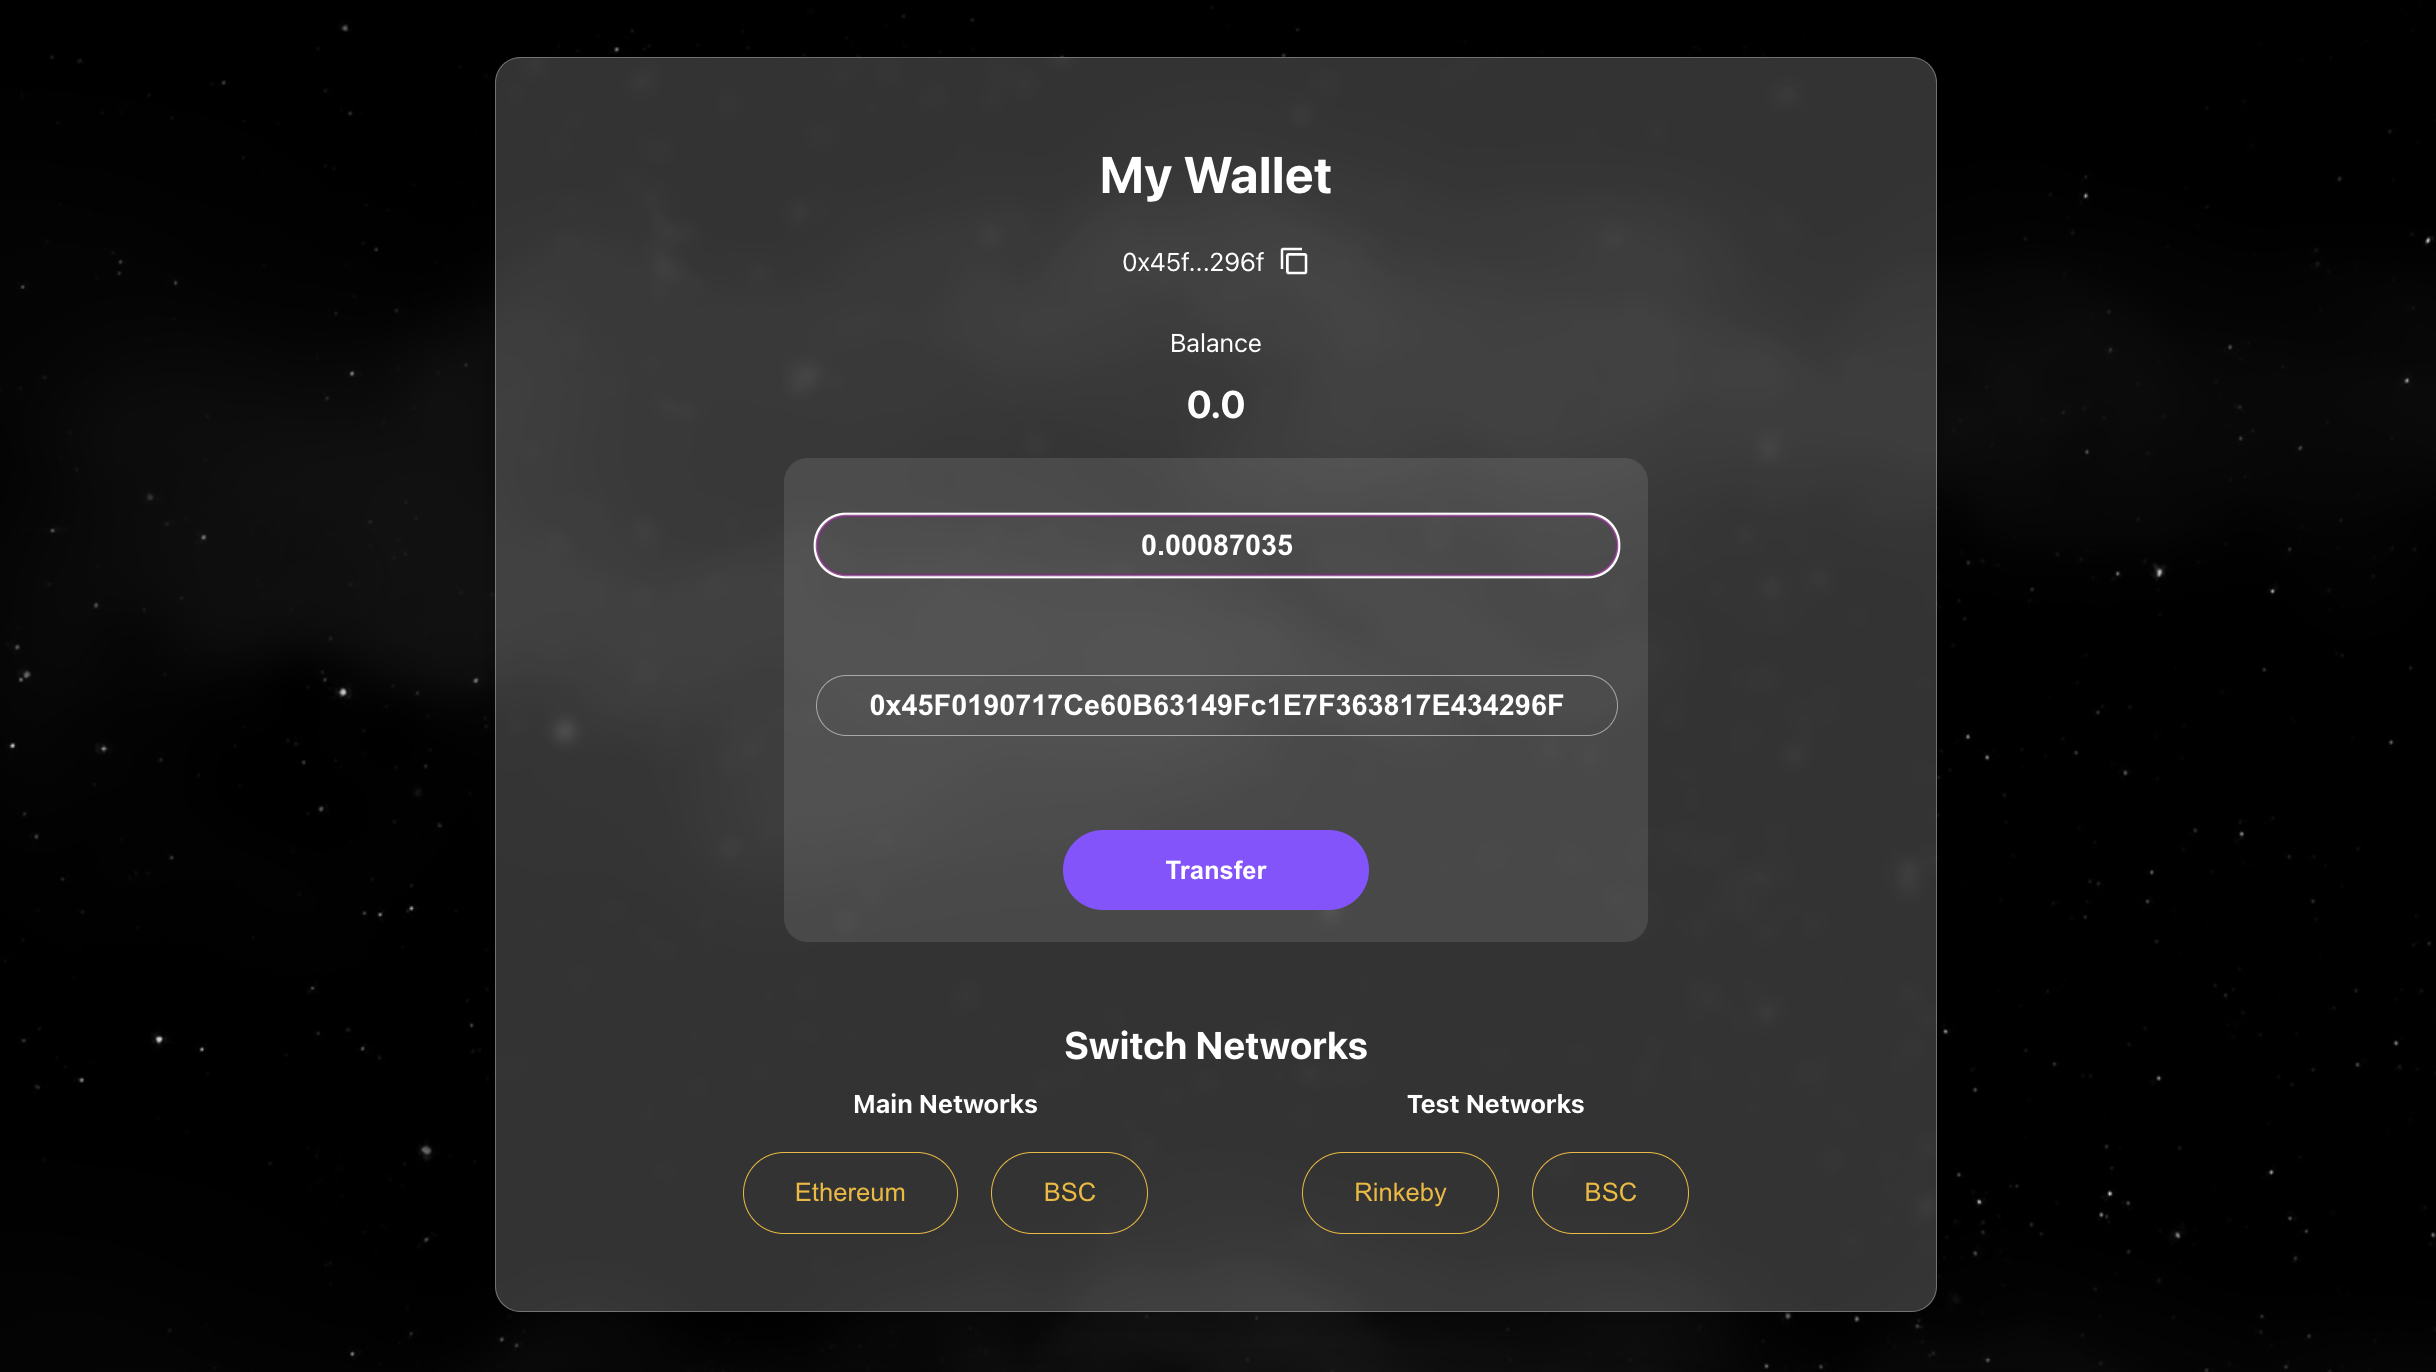 My Wallet
0x45f...296f
Balance
0.0
0.00087035
0x45F0190717Ce60B63149Fc1E7F363817E434296F
Transfer
Switch Networks
Main Networks
Test Networks
Ethereum
BSC
Rinkeby
BSC